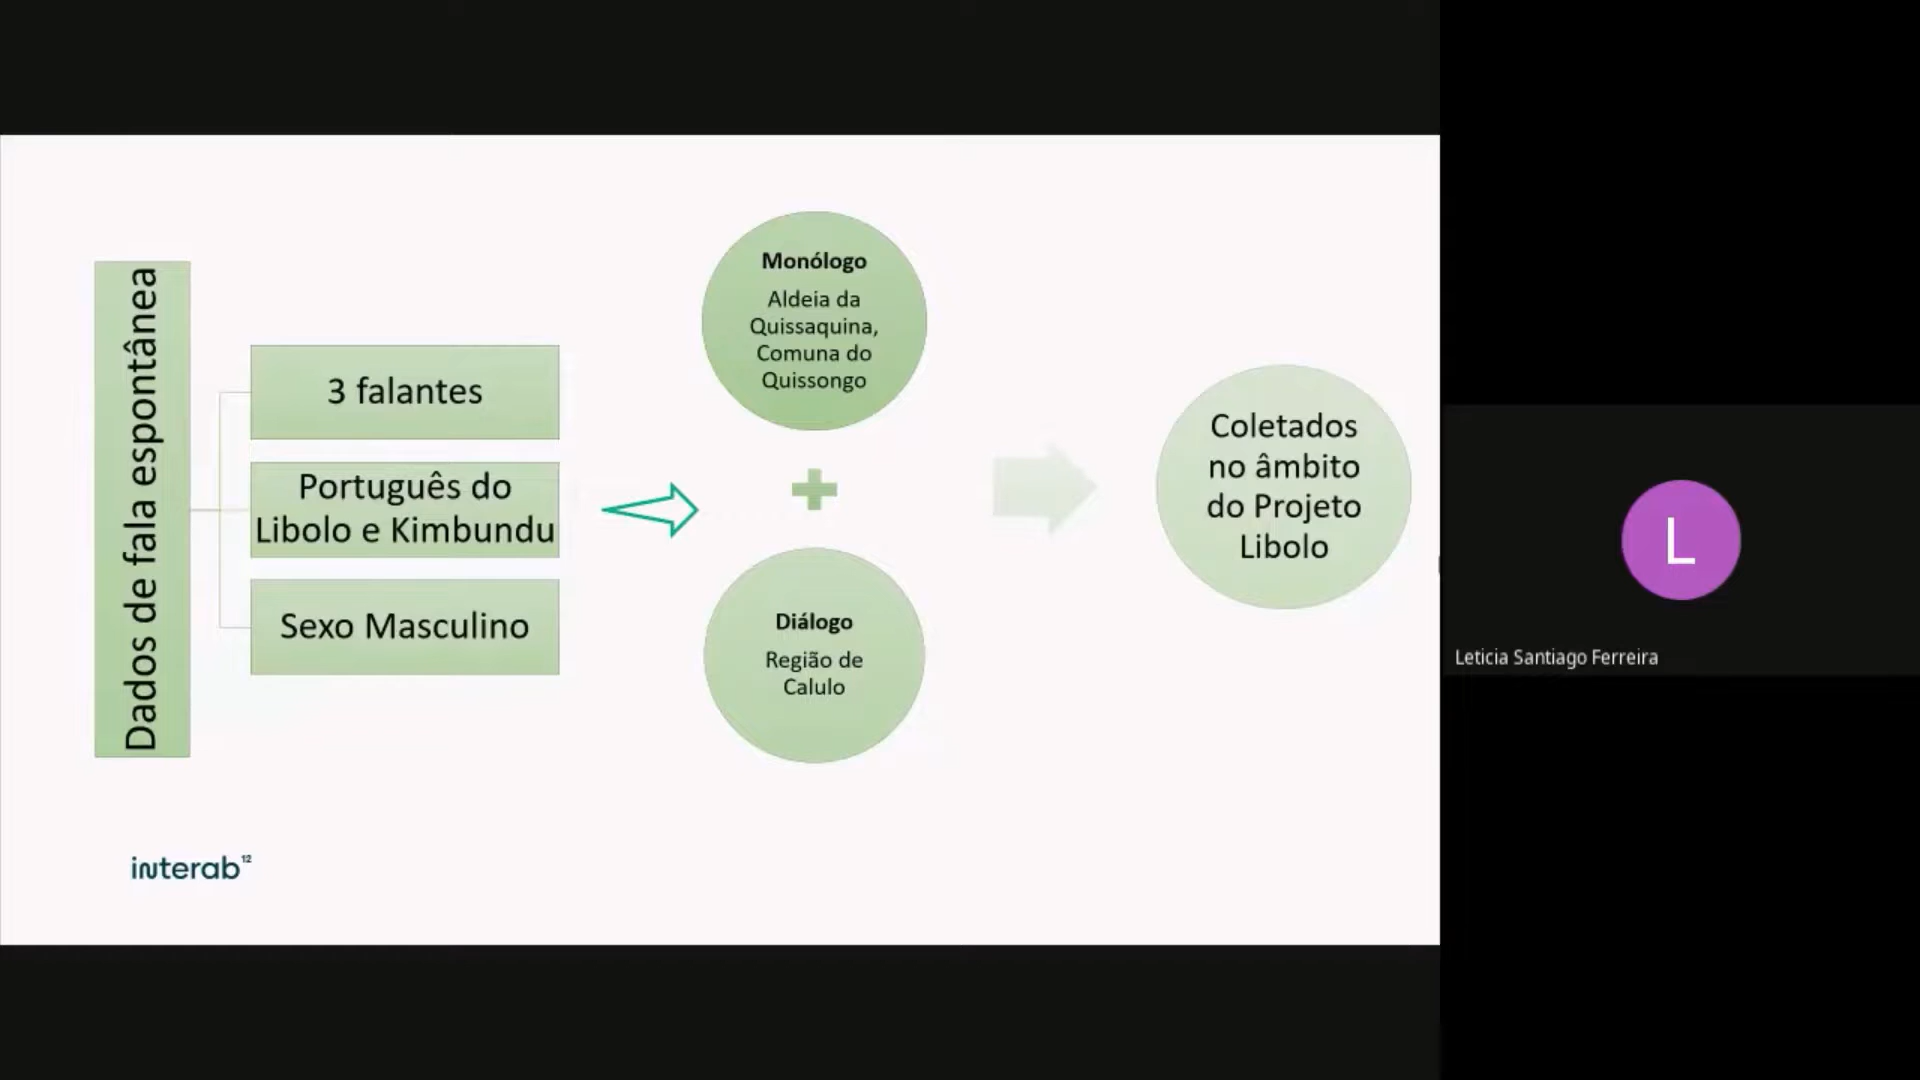 Dados de fala espontânea
3 falantes
Português do
Libolo e Kimbundu
Sexo Masculino
Monólogo
Aldeia da
Quissaquina,
Comuna do
Quissongo
Diálogo
Região de
Calulo
Coletados
no âmbito
do Projeto
Libolo
interab12
L
Leticia Santiago Ferreira